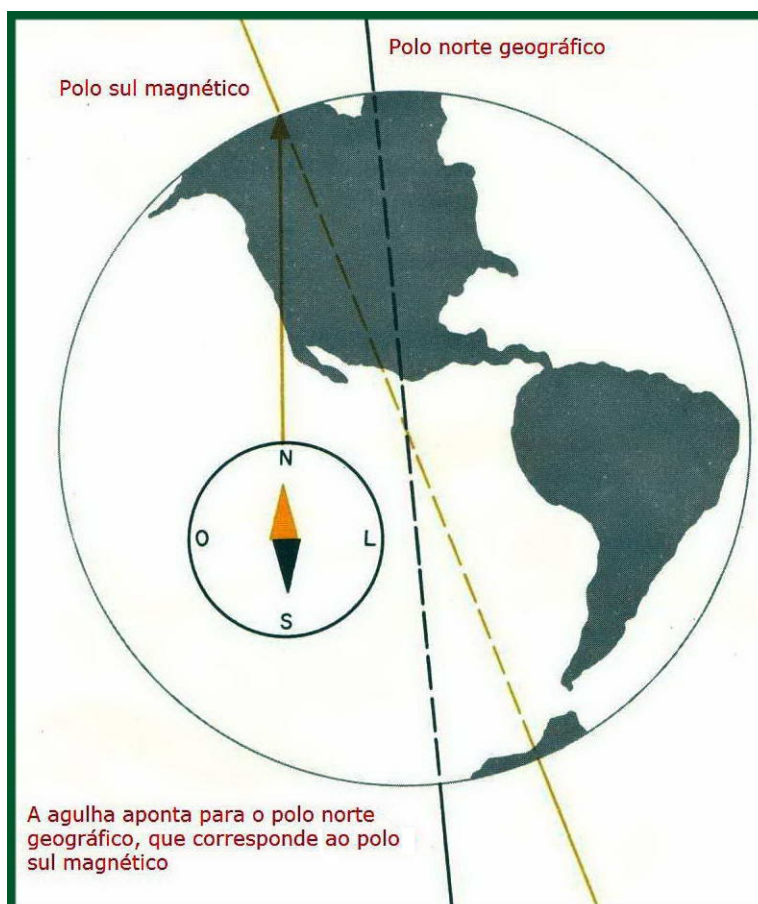 Polo norte geográfico
Polo sul magnético
N
O
L
S
A agulha aponta para o polo norte
geográfico, que corresponde ao polo
sul magnético